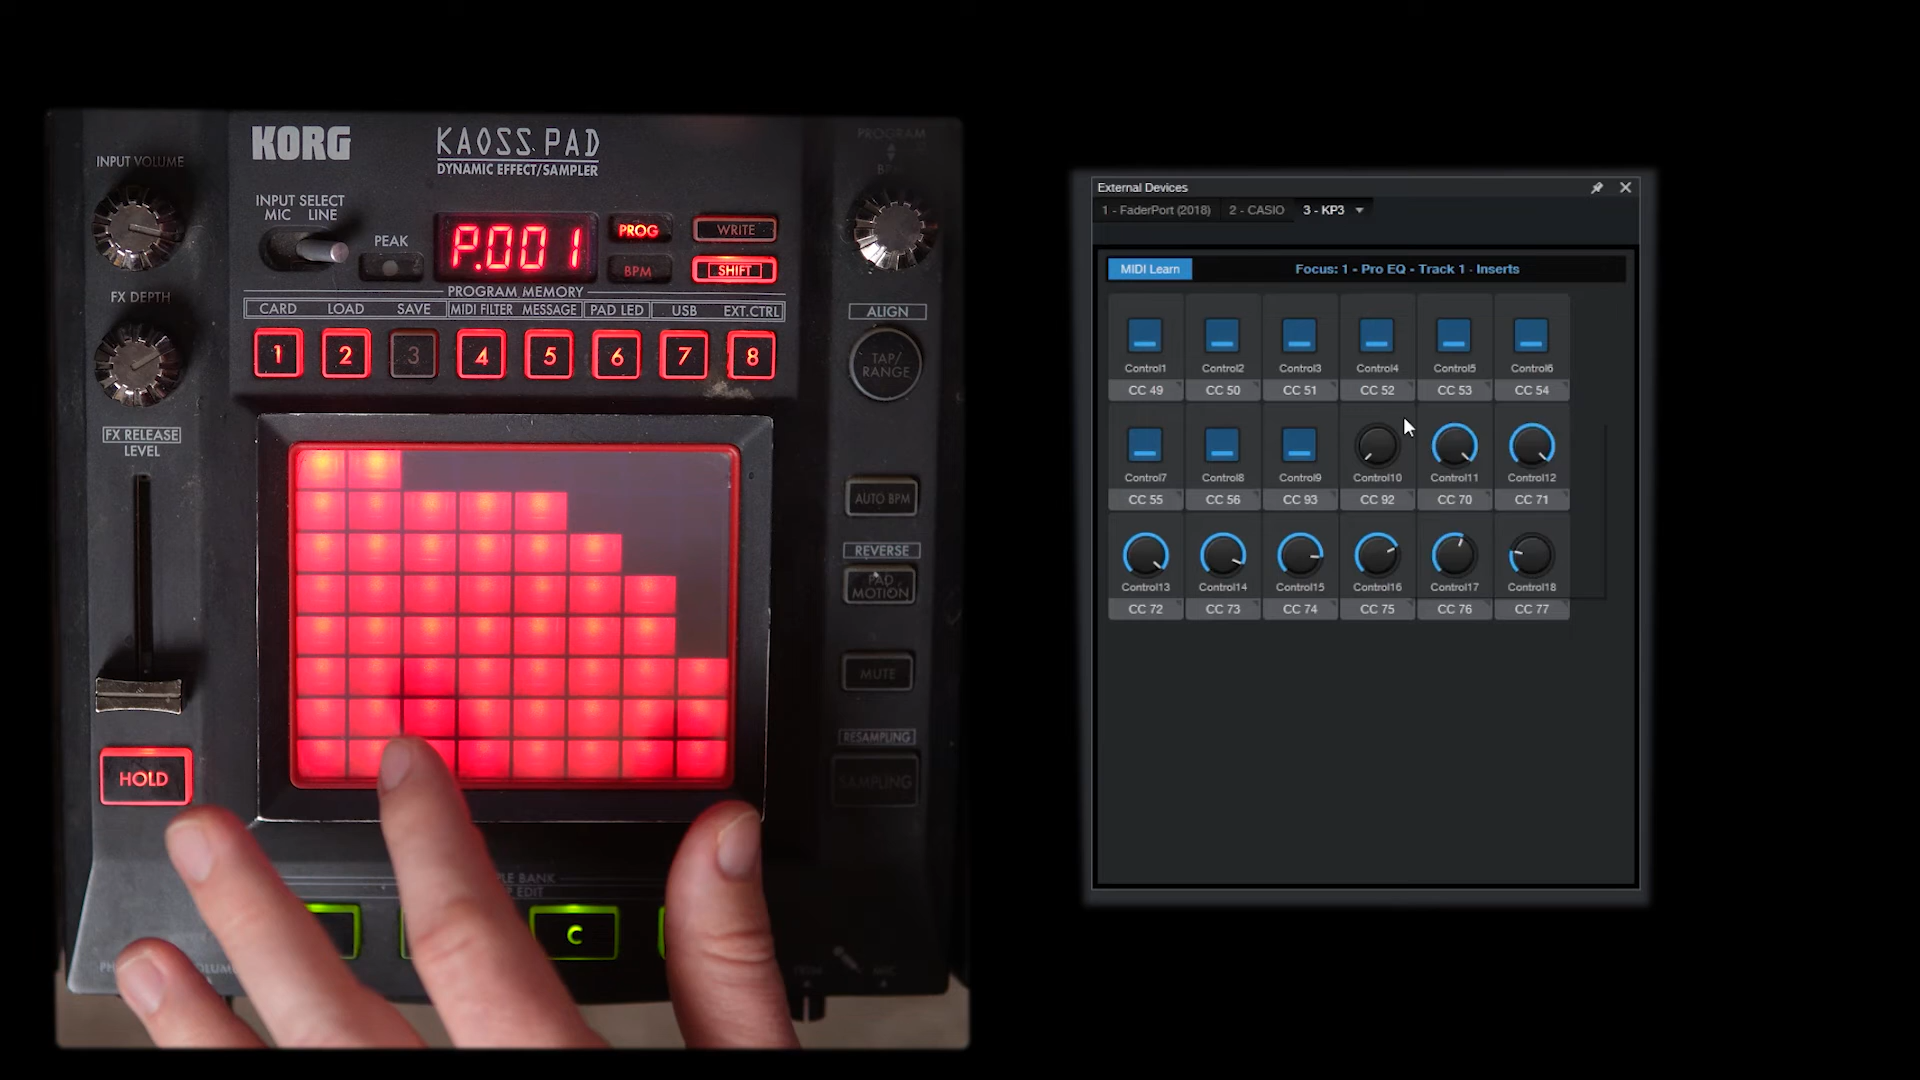 KORG
KAOSS PAD
DYNAMIC EFFECT/SAMPLER
PROGRAM
INPUT VOLUME
INPUT SELECT
MIC LINE
PEAK
P.001
PROG
BPM
WRITE
SHIFT
FX DEPTH
PROGRAM MEMORY
CARD LOAD SAVE MIDI FILTER MESSAGE PAD LED USB EXT.CTRL
1 2 3 4 5 6 7 8
ALIGN
TAP/
RANGE
FX RELEASE
LEVEL
AUTO BPM
REVERSE
PAD
MOTION
MUTE
RESAMPLING
SAMPLING
HOLD
C
External Devices
1 - FaderPort (2018) 2 - CASIO 3 - KP3
MIDI Learn Focus: 1 - Pro EQ - Track 1 - Inserts
Control1 Control2 Control3 Control4 Control5 Control6
CC 49 CC 50 CC 51 CC 52 CC 53 CC 54
Control7 Control8 Control9 Control10 Control11 Control12
CC 55 CC 56 CC 93 CC 92 CC 70 CC 71
Control13 Control14 Control15 Control16 Control17 Control18
CC 72 CC 73 CC 74 CC 75 CC 76 CC 77